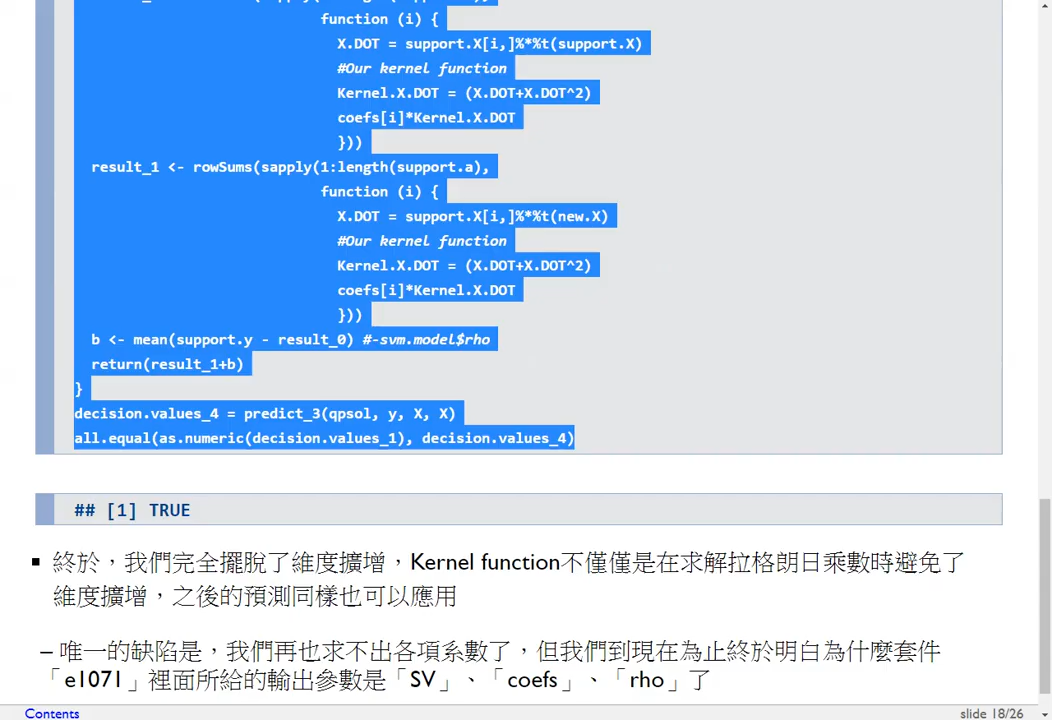 function (i) {
X.DOT = support.X[i,]%*%t(support.X)
#Our kernel function
Kernel.X.DOT = (X.DOT+X.DOT^2)
coefs[i]*Kernel.X.DOT
}))
result_1 <- rowSums(sapply(1:length(support.a),
function (i) {
X.DOT = support.X[i,]%*%t(new.X)
#Our kernel function
Kernel.X.DOT = (X.DOT+X.DOT^2)
coefs[i]*Kernel.X.DOT
}))
b <- mean(support.y - result_0) #-svm.model$rho
return(result_1+b)
}
decision.values_4 = predict_3(qpsol, y, X, X)
all.equal(as.numeric(decision.values_1), decision.values_4)
## [1] TRUE
▪ 終於，我們完全擺脫了維度擴增，Kernel function不僅僅是在求解拉格朗日乘數時避免了
維度擴增，之後的預測同樣也可以應用
– 唯一的缺陷是，我們再也求不出各項系數了，但我們到現在為止終於明白為什麼套件
「e1071」裡面所給的輸出參數是「SV」、「coefs」、「rho」了
Contents
slide 18/26